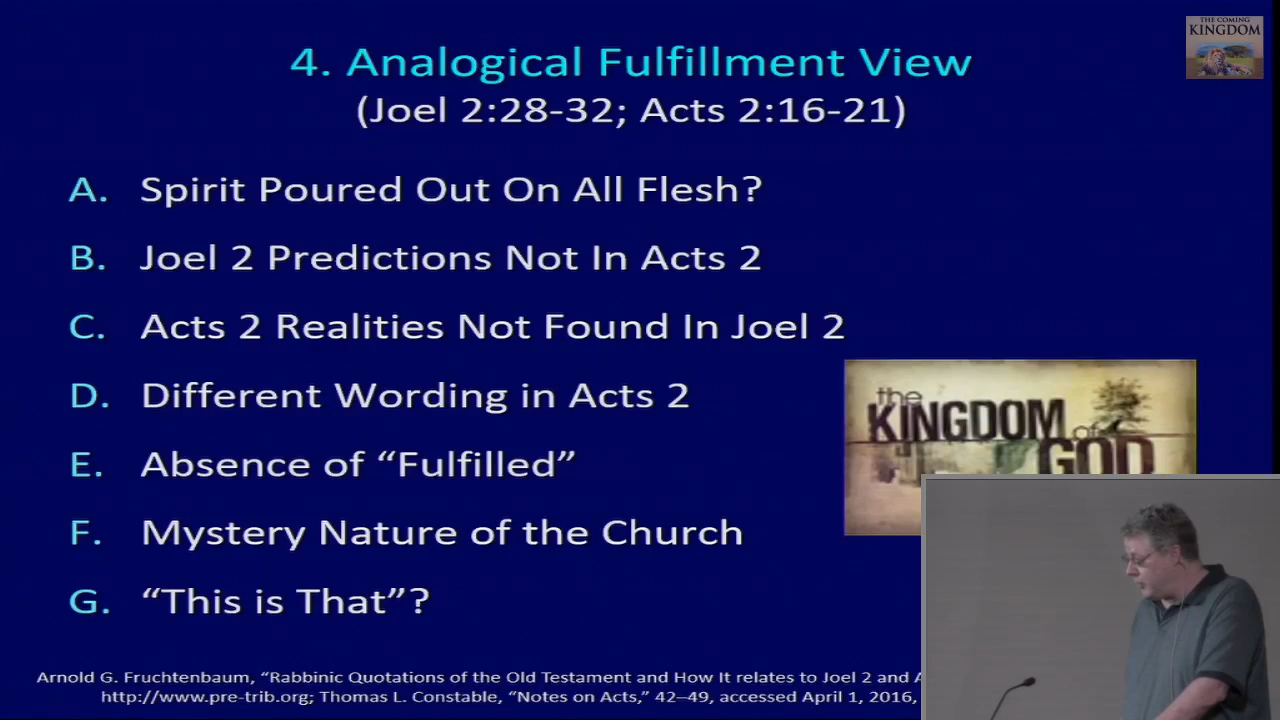 THE COMING
KINGDOM
4. Analogical Fulfillment View
(Joel 2:28-32; Acts 2:16-21)
A. Spirit Poured Out On All Flesh?
B. Joel 2 Predictions Not In Acts 2
C. Acts 2 Realities Not Found In Joel 2
D. Different Wording in Acts 2
E. Absence of “Fulfilled”
F. Mystery Nature of the Church
G. “This is That”?
the
KINGDOM of
GOD
Arnold G. Fruchtenbaum, “Rabbinic Quotations of the Old Testament and How It relates to Joel 2 and
http://www.pre-trib.org; Thomas L. Constable, “Notes on Acts,” 42–49, accessed April 1, 2016,